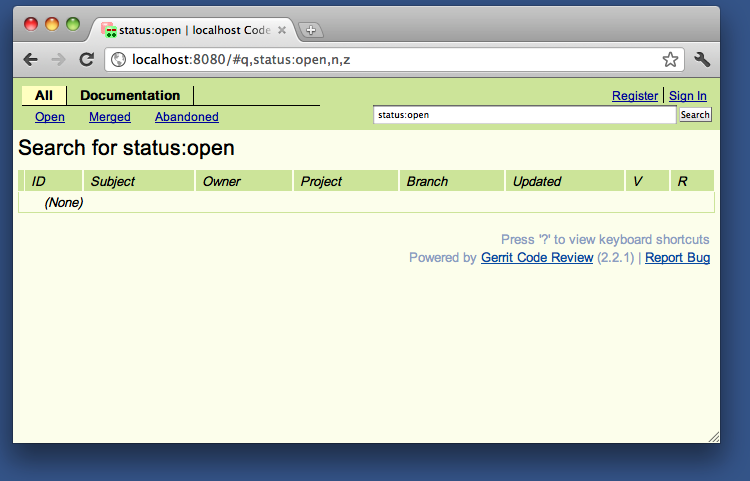 status:open | localhost Code
localhost:8080/#q,status:open,n,z
All Documentation Register Sign In
Open Merged Abandoned status:open Search
Search for status:open
ID Subject Owner Project Branch Updated V R
(None)
Press '?' to view keyboard shortcuts
Powered by Gerrit Code Review (2.2.1) | Report Bug